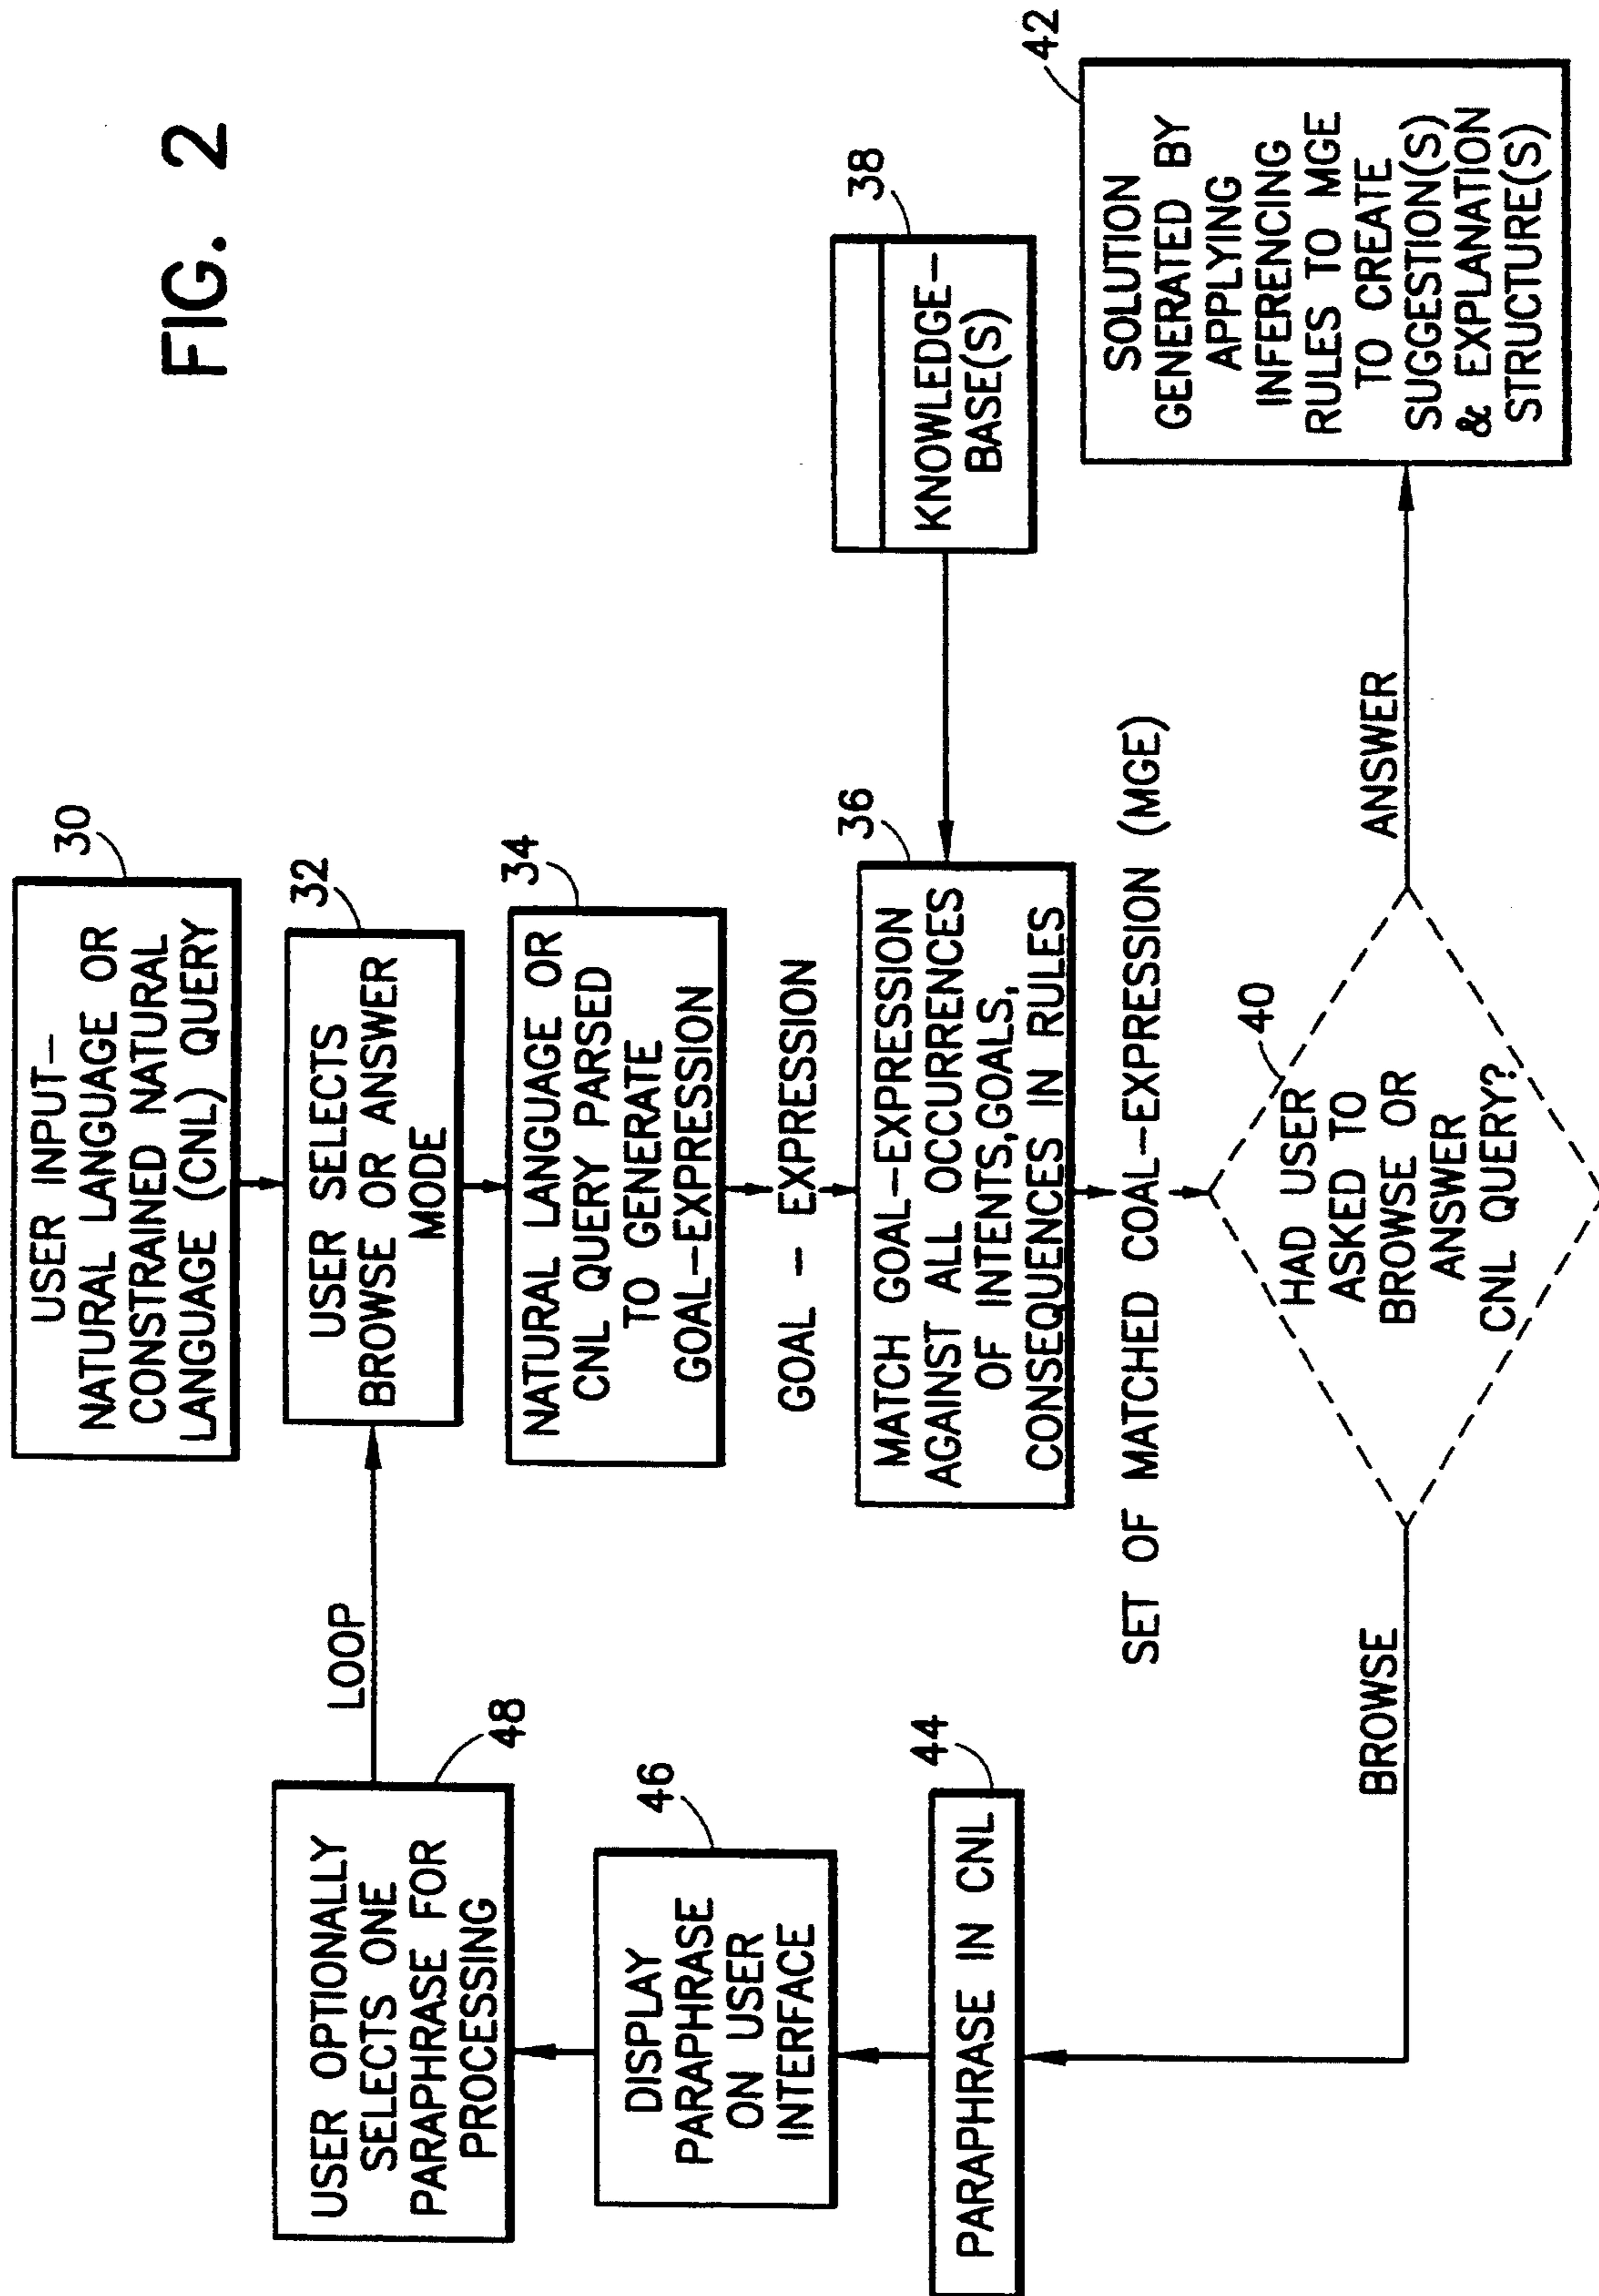 FIG. 2
30
USER INPUT—
NATURAL LANGUAGE OR
CONSTRAINED NATURAL
LANGUAGE (CNL) QUERY
32
USER SELECTS
BROWSE OR ANSWER
MODE
34
NATURAL LANGUAGE OR
CNL QUERY PARSED
TO GENERATE
GOAL—EXPRESSION
GOAL — EXPRESSION
36
MATCH GOAL—EXPRESSION
AGAINST ALL OCCURRENCES
OF INTENTS,GOALS,
CONSEQUENCES IN RULES
38
KNOWLEDGE—
BASE(S)
SET OF MATCHED COAL—EXPRESSION (MGE)
40
HAD USER
ASKED TO
BROWSE OR
ANSWER
CNL QUERY?
ANSWER
42
SOLUTION
GENERATED BY
APPLYING
INFERENCING
RULES TO MGE
TO CREATE
SUGGESTION(S)
& EXPLANATION
STRUCTURE(S)
BROWSE
44
PARAPHRASE IN CNL
46
DISPLAY
PARAPHRASE
ON USER
INTERFACE
48
USER OPTIONALLY
SELECTS ONE
PARAPHRASE FOR
PROCESSING
LOOP